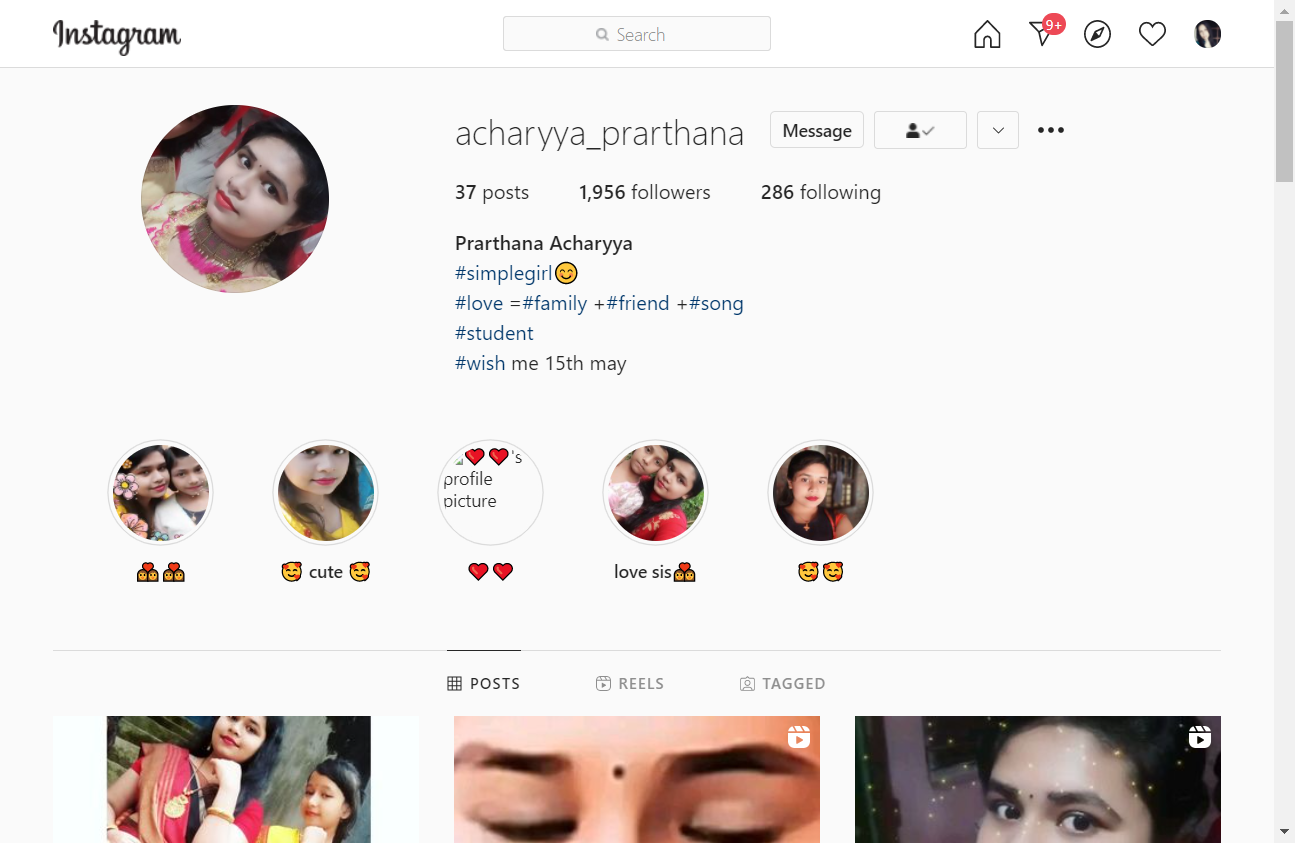 Instagram
Search
9+
acharyya_prarthana
Message
37 posts 1,956 followers 286 following
Prarthana Acharyya
#simplegirl😊
#love =#family +#friend +#song
#student
#wish me 15th may
❤️❤️'s
profile
picture
👩‍❤️‍👩👩‍❤️‍👩 🥰 cute 🥰 ❤️❤️ love sis👩‍❤️‍👩 🥰🥰
POSTS REELS TAGGED